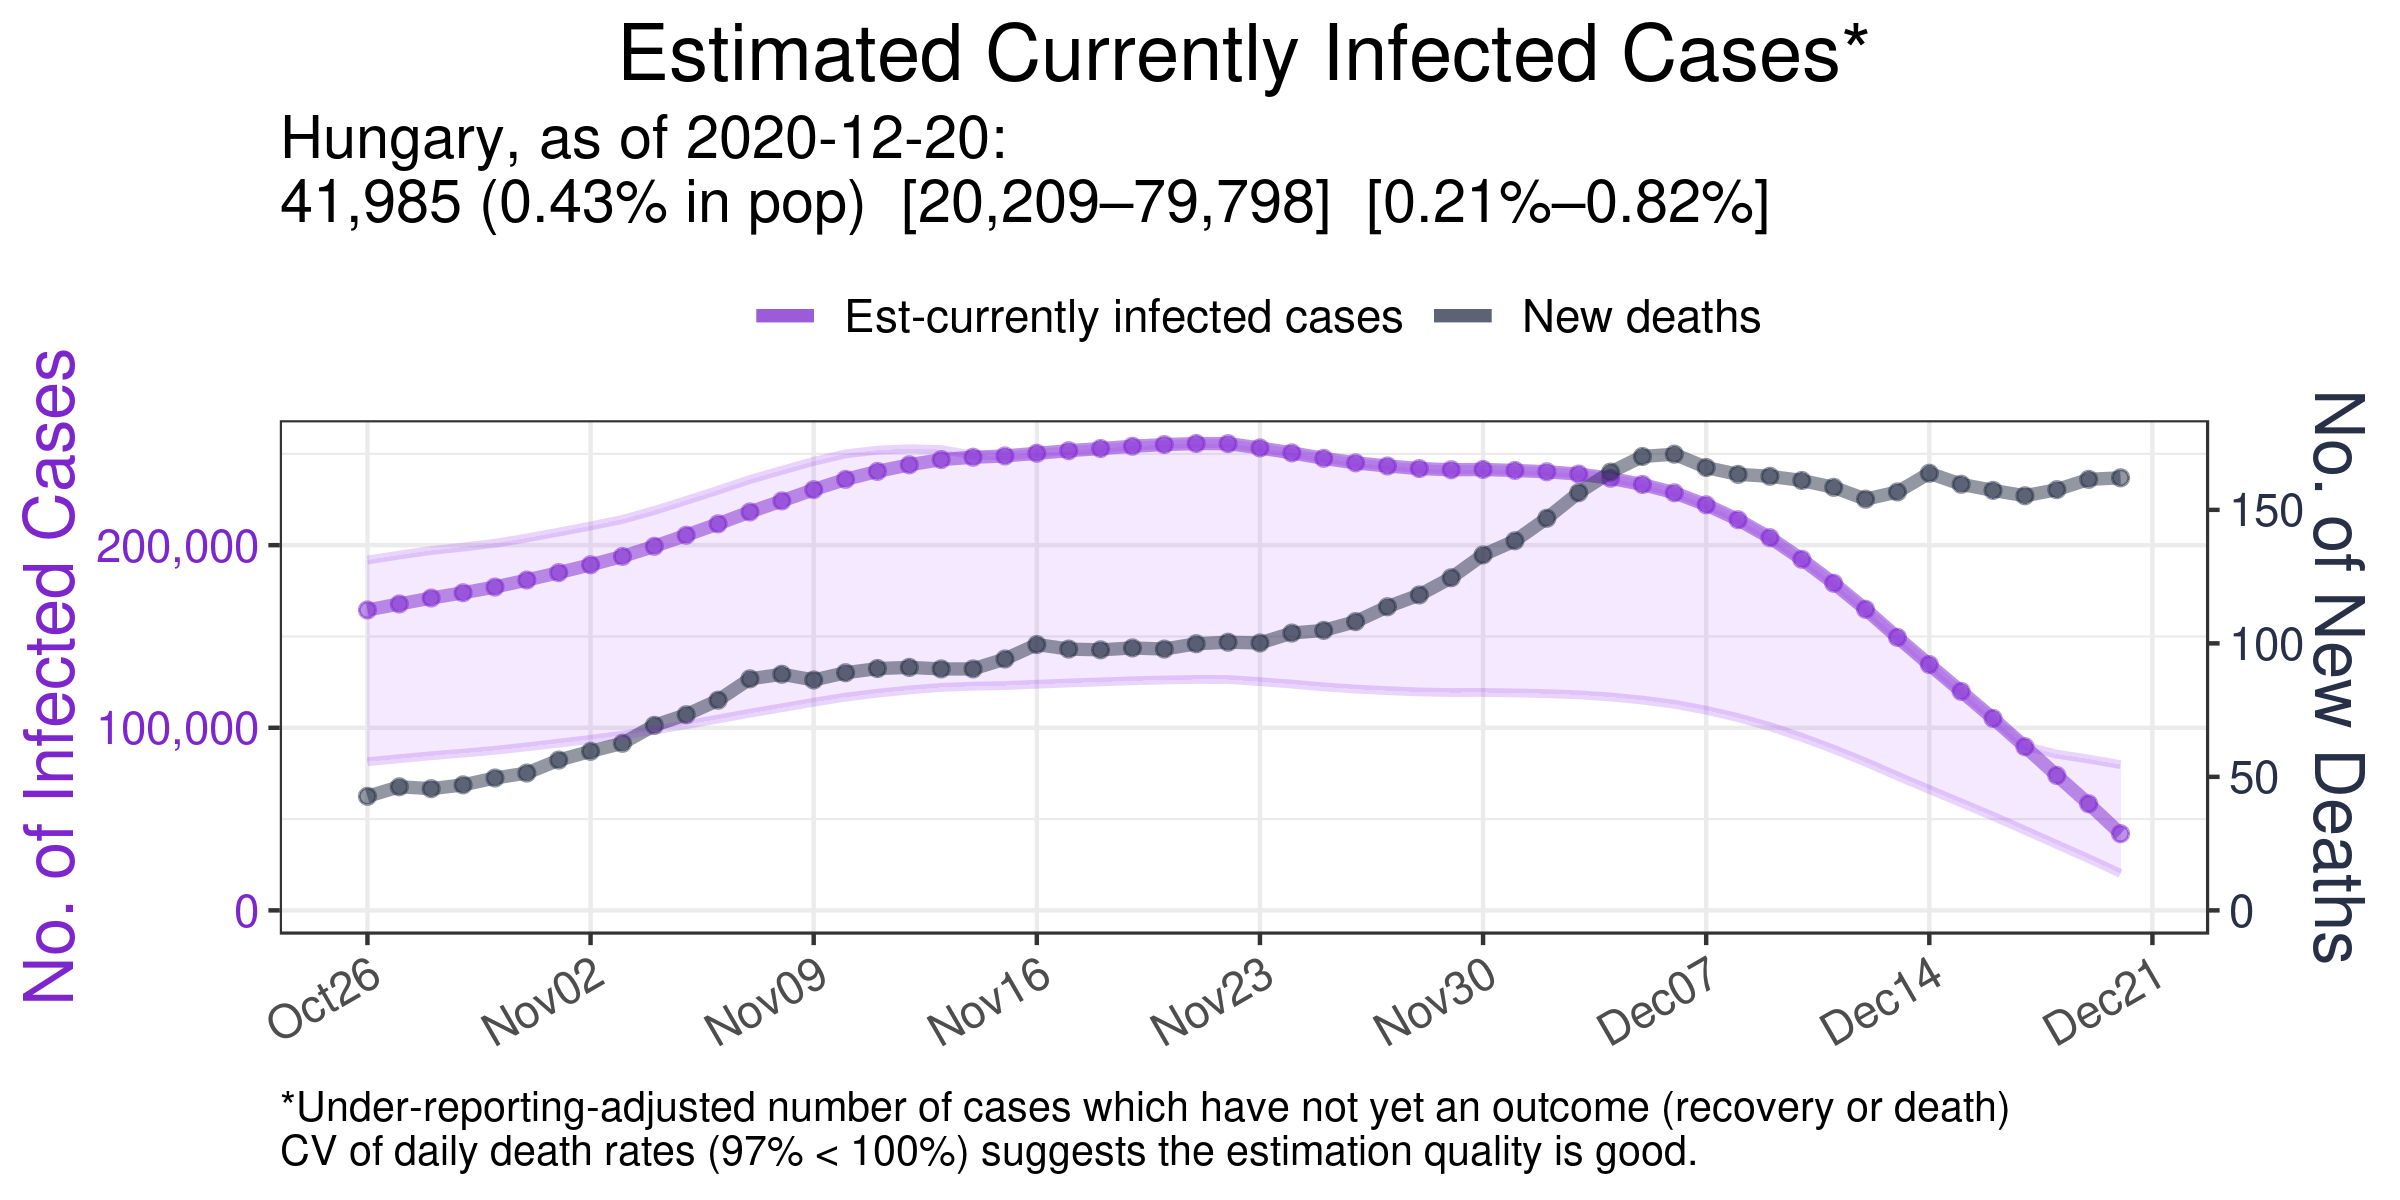 Estimated Currently Infected Cases*
Hungary, as of 2020-12-20:
41,985 (0.43% in pop)  [20,209–79,798]  [0.21%–0.82%]
Est-currently infected cases
New deaths
No. of Infected Cases
200,000
100,000
0
150
100
50
0
No. of New Deaths
Oct26
Nov02
Nov09
Nov16
Nov23
Nov30
Dec07
Dec14
Dec21
*Under-reporting-adjusted number of cases which have not yet an outcome (recovery or death)
CV of daily death rates (97% < 100%) suggests the estimation quality is good.